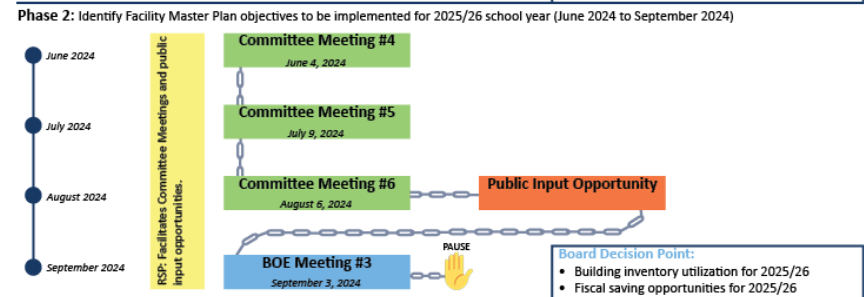 Phase 2: Identify Facility Master Plan objectives to be implemented for 2025/26 school year (June 2024 to September 2024)
June 2024
July 2024
August 2024
September 2024
RSP: Facilitates Committee Meetings and public
input opportunities.
Committee Meeting #4
June 4, 2024
Committee Meeting #5
July 9, 2024
Committee Meeting #6
August 6, 2024
Public Input Opportunity
BOE Meeting #3
September 3, 2024
PAUSE
Board Decision Point:
• Building inventory utilization for 2025/26
• Fiscal saving opportunities for 2025/26